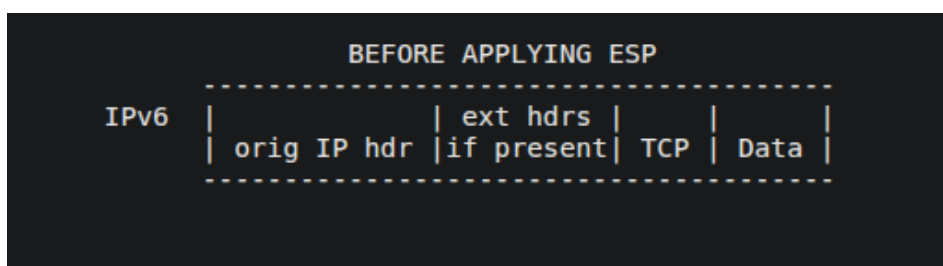 BEFORE APPLYING ESP
---------------------------------------
IPv6 | | ext hdrs | | |
| orig IP hdr |if present| TCP | Data |
---------------------------------------